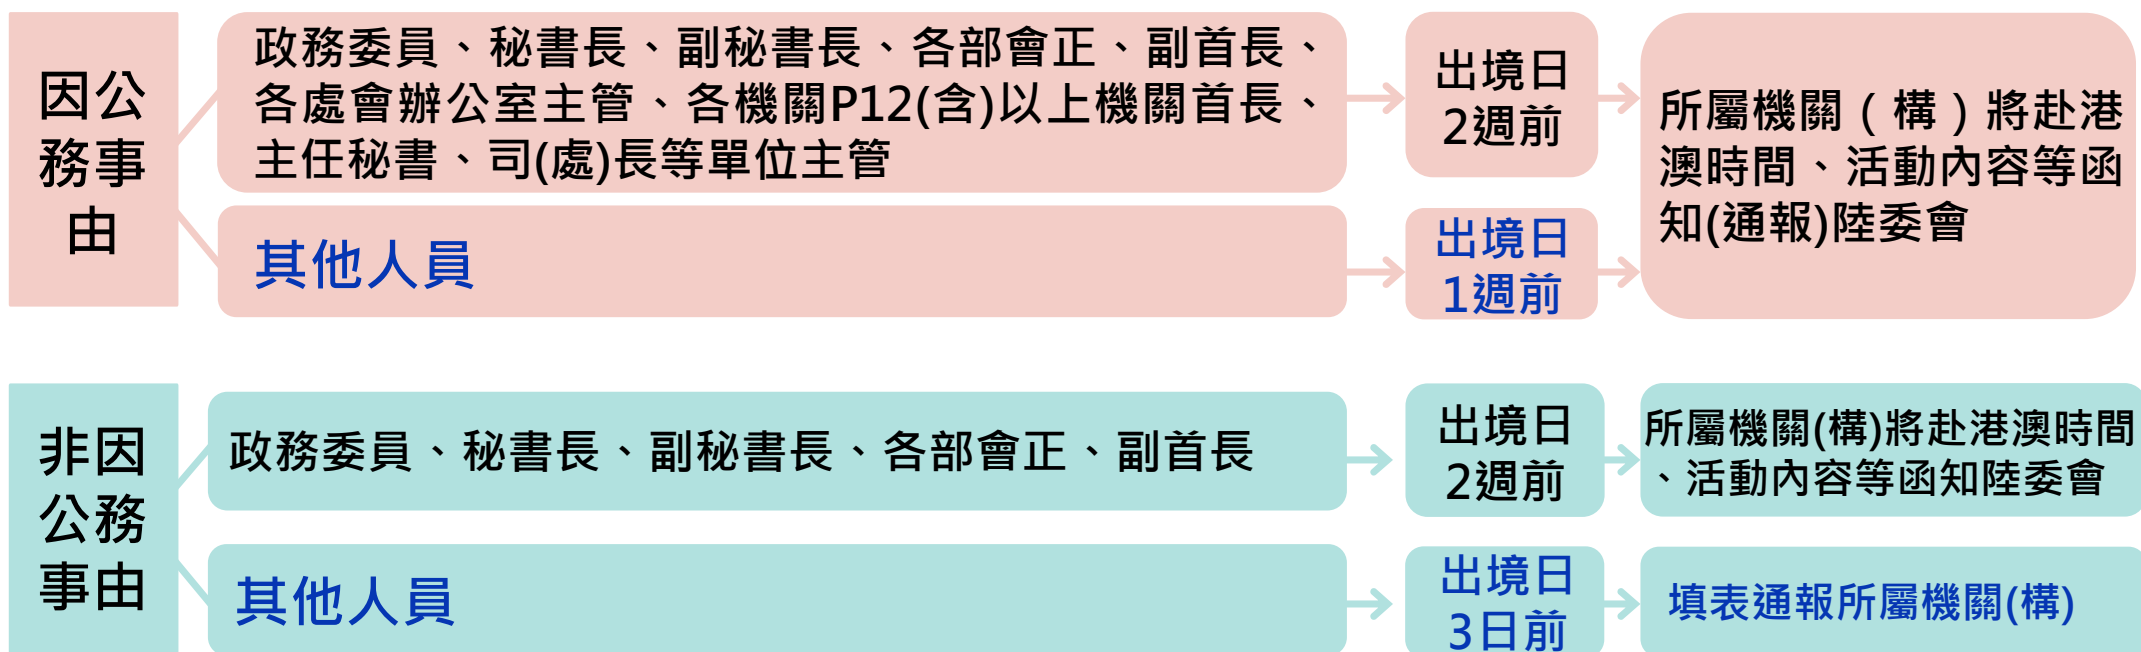 因公
務事
由
政務委員、秘書長、副秘書長、各部會正、副首長、
各處會辦公室主管、各機關P12(含)以上機關首長、
主任秘書、司(處)長等單位主管
出境日
2週前
所屬機關（構）將赴港
澳時間、活動內容等函
知(通報)陸委會
其他人員
出境日
1週前
非因
公務
事由
政務委員、秘書長、副秘書長、各部會正、副首長
出境日
2週前
所屬機關(構)將赴港澳時間
、活動內容等函知陸委會
其他人員
出境日
3日前
填表通報所屬機關(構)